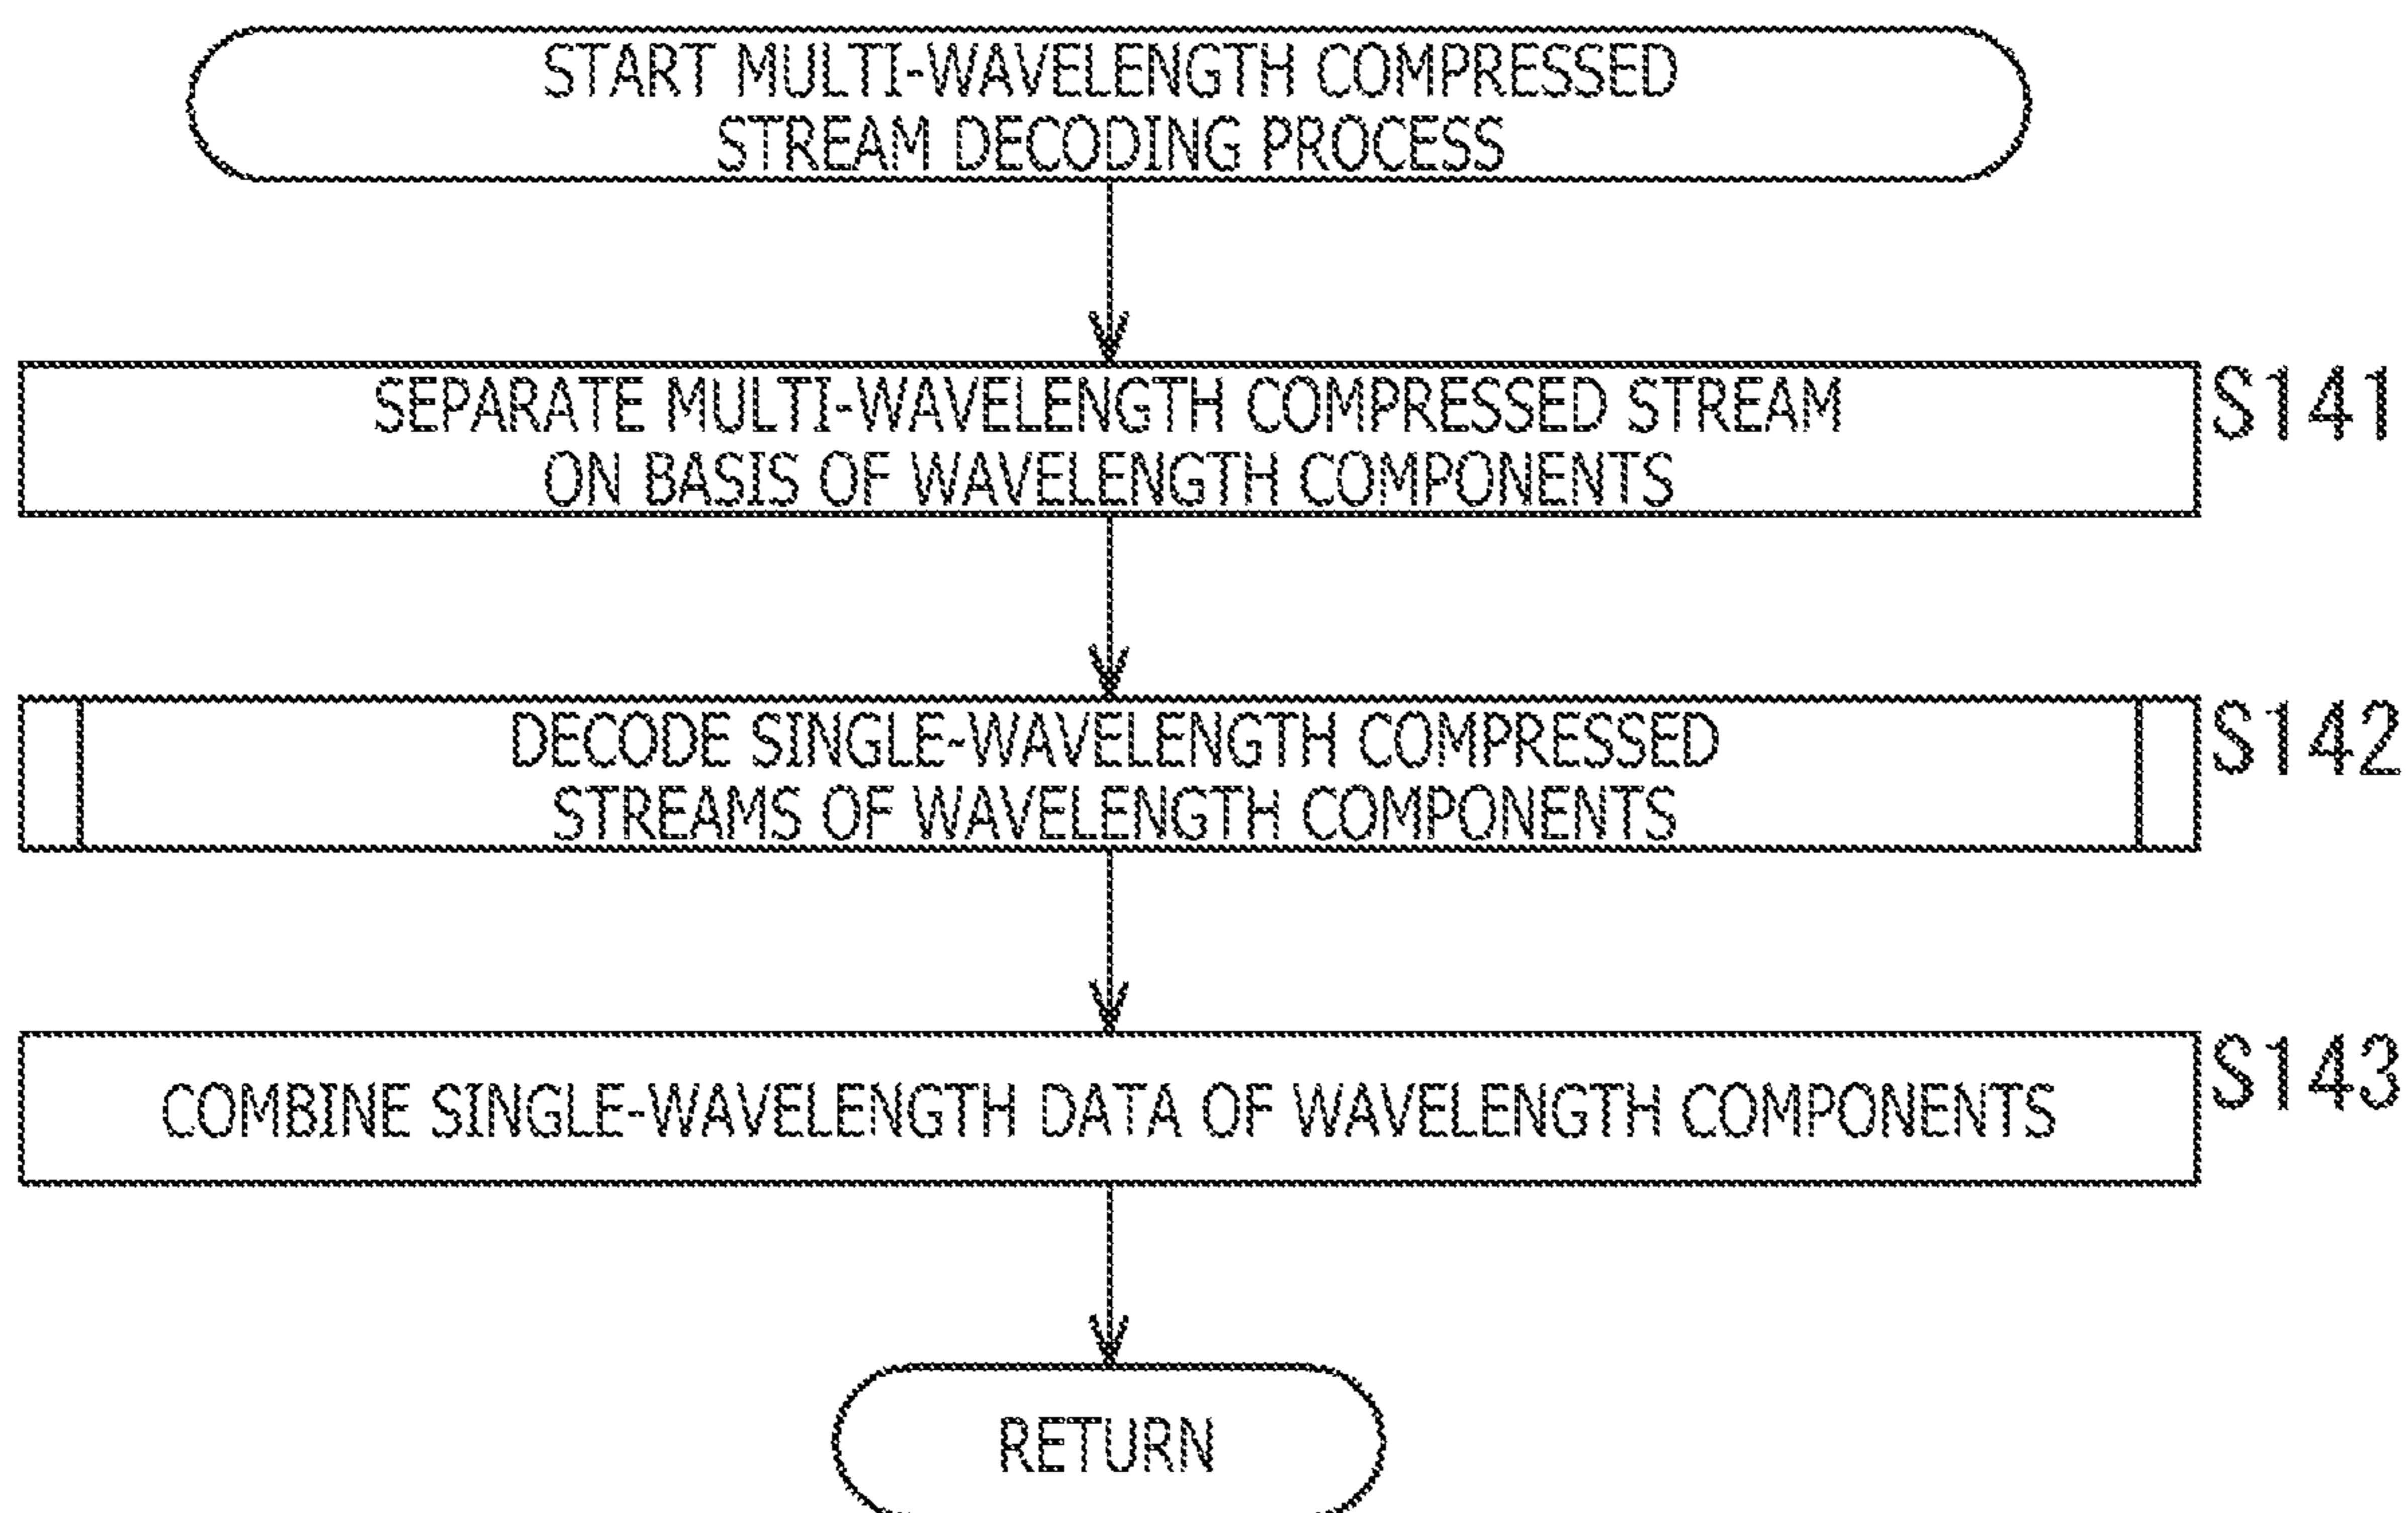 START MULTI-WAVELENGTH COMPRESSED
STREAM DECODING PROCESS
SEPARATE MULTI-WAVELENGTH COMPRESSED STREAM
ON BASIS OF WAVELENGTH COMPONENTS
S141
DECODE SINGLE-WAVELENGTH COMPRESSED
STREAMS OF WAVELENGTH COMPONENTS
S142
COMBINE SINGLE-WAVELENGTH DATA OF WAVELENGTH COMPONENTS
S143
RETURN